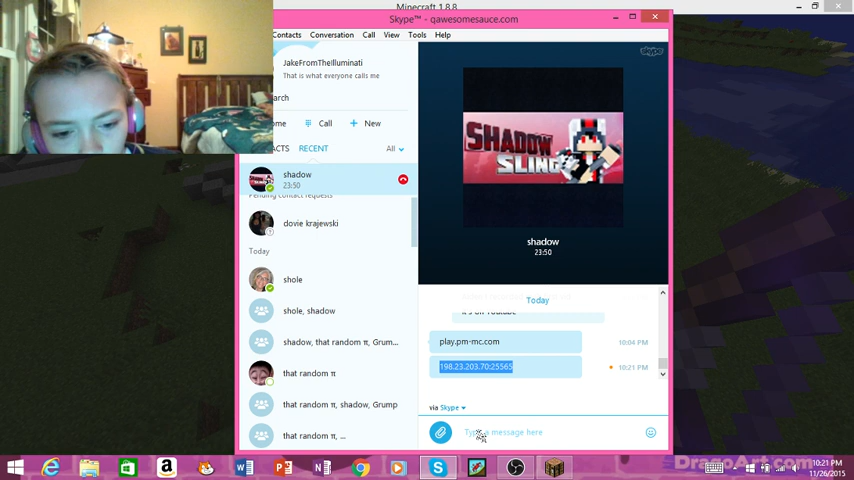 Minecraft 1.8.8
Skype™ - qawesomesauce.com
Contacts Conversation Call View Tools Help
JakeFromTheIlluminati
That is what everyone calls me
arch
ome Call New
ACTS RECENT All
shadow
23:50
Pending contact requests
dovie krajewski
Today
shole
shole, shadow
shadow, that random π, Grum...
that random π
that random π, shadow, Grump
that random π, ...
skype
SHADOW
SLING
shadow
23:50
Today
it's on Youtube
play.pm-mc.com 10:04 PM
198.23.203.70:25565 10:21 PM
via Skype
Type a message here
DragoArt.com
10:21 PM
11/26/2015